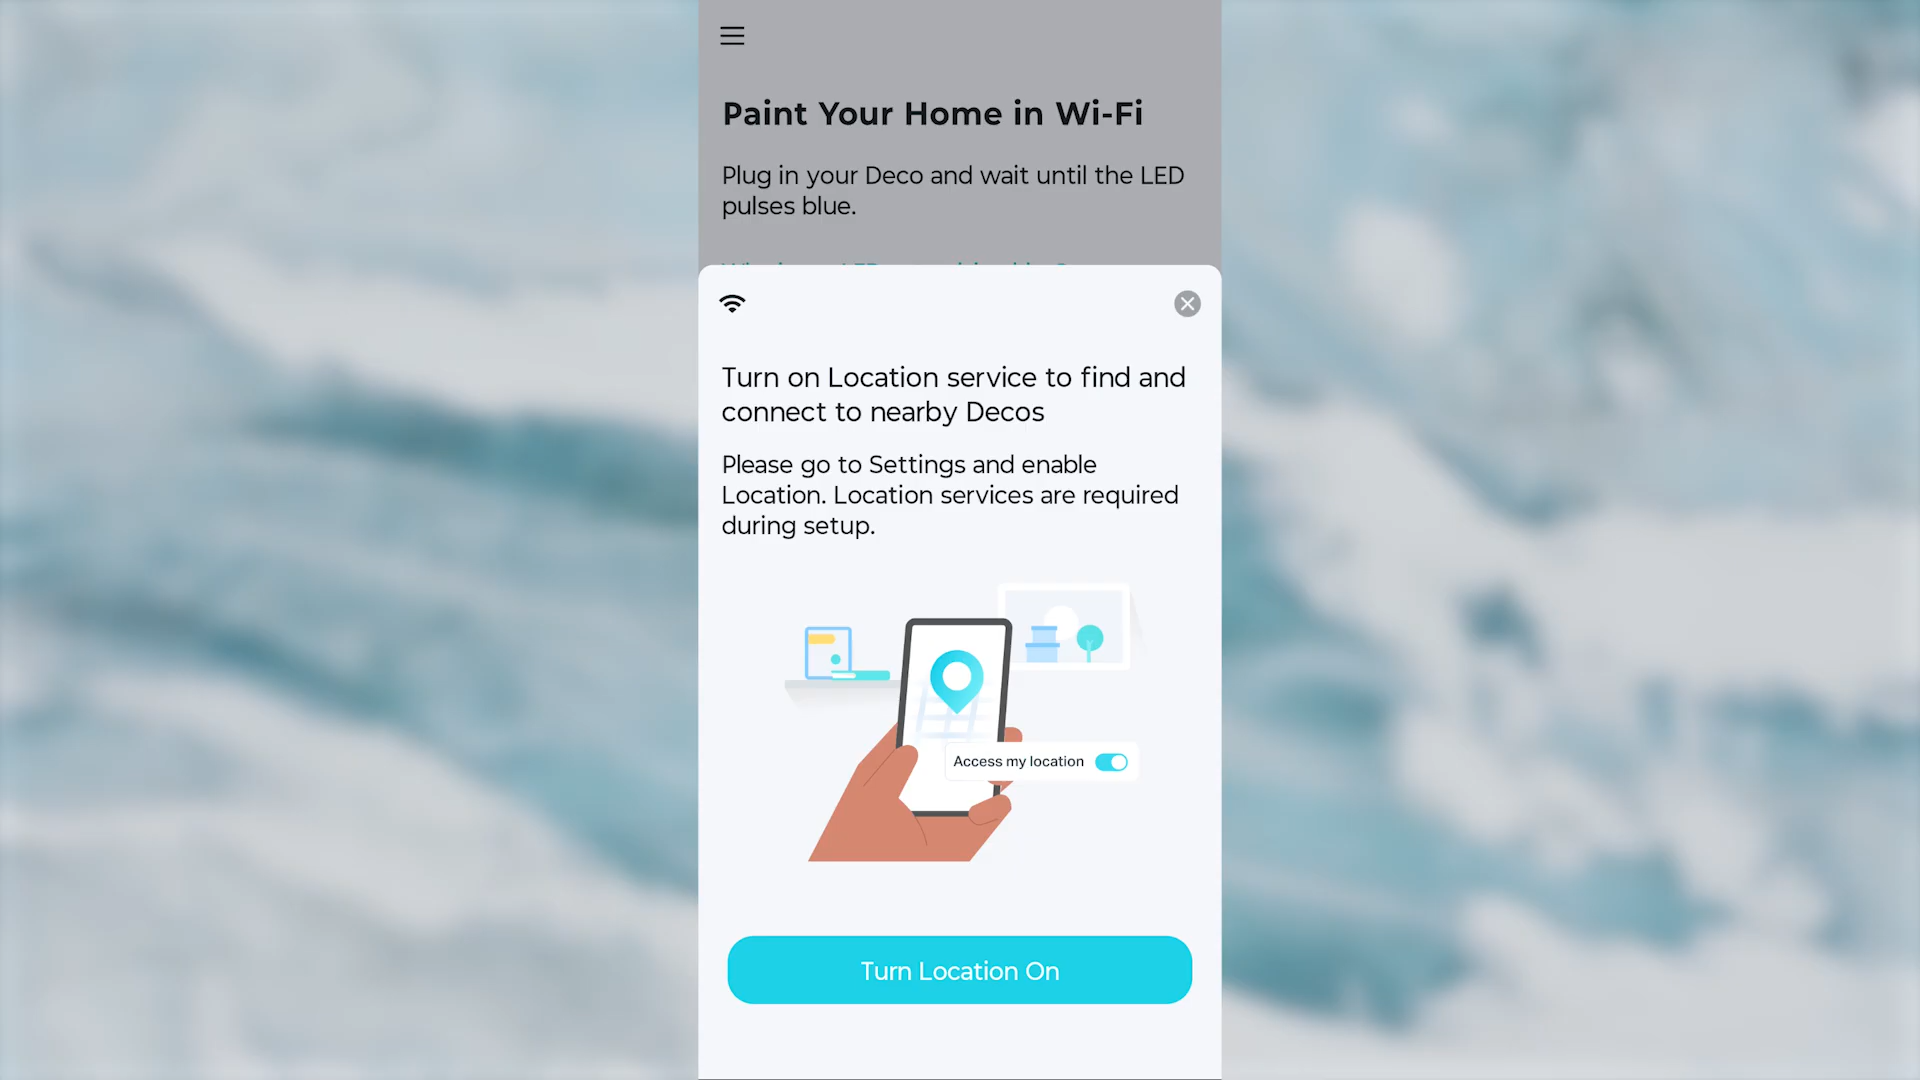 Paint Your Home in Wi-Fi
Plug in your Deco and wait until the LED
pulses blue.
Turn on Location service to find and
connect to nearby Decos
Please go to Settings and enable
Location. Location services are required
during setup.
Access my location
Turn Location On